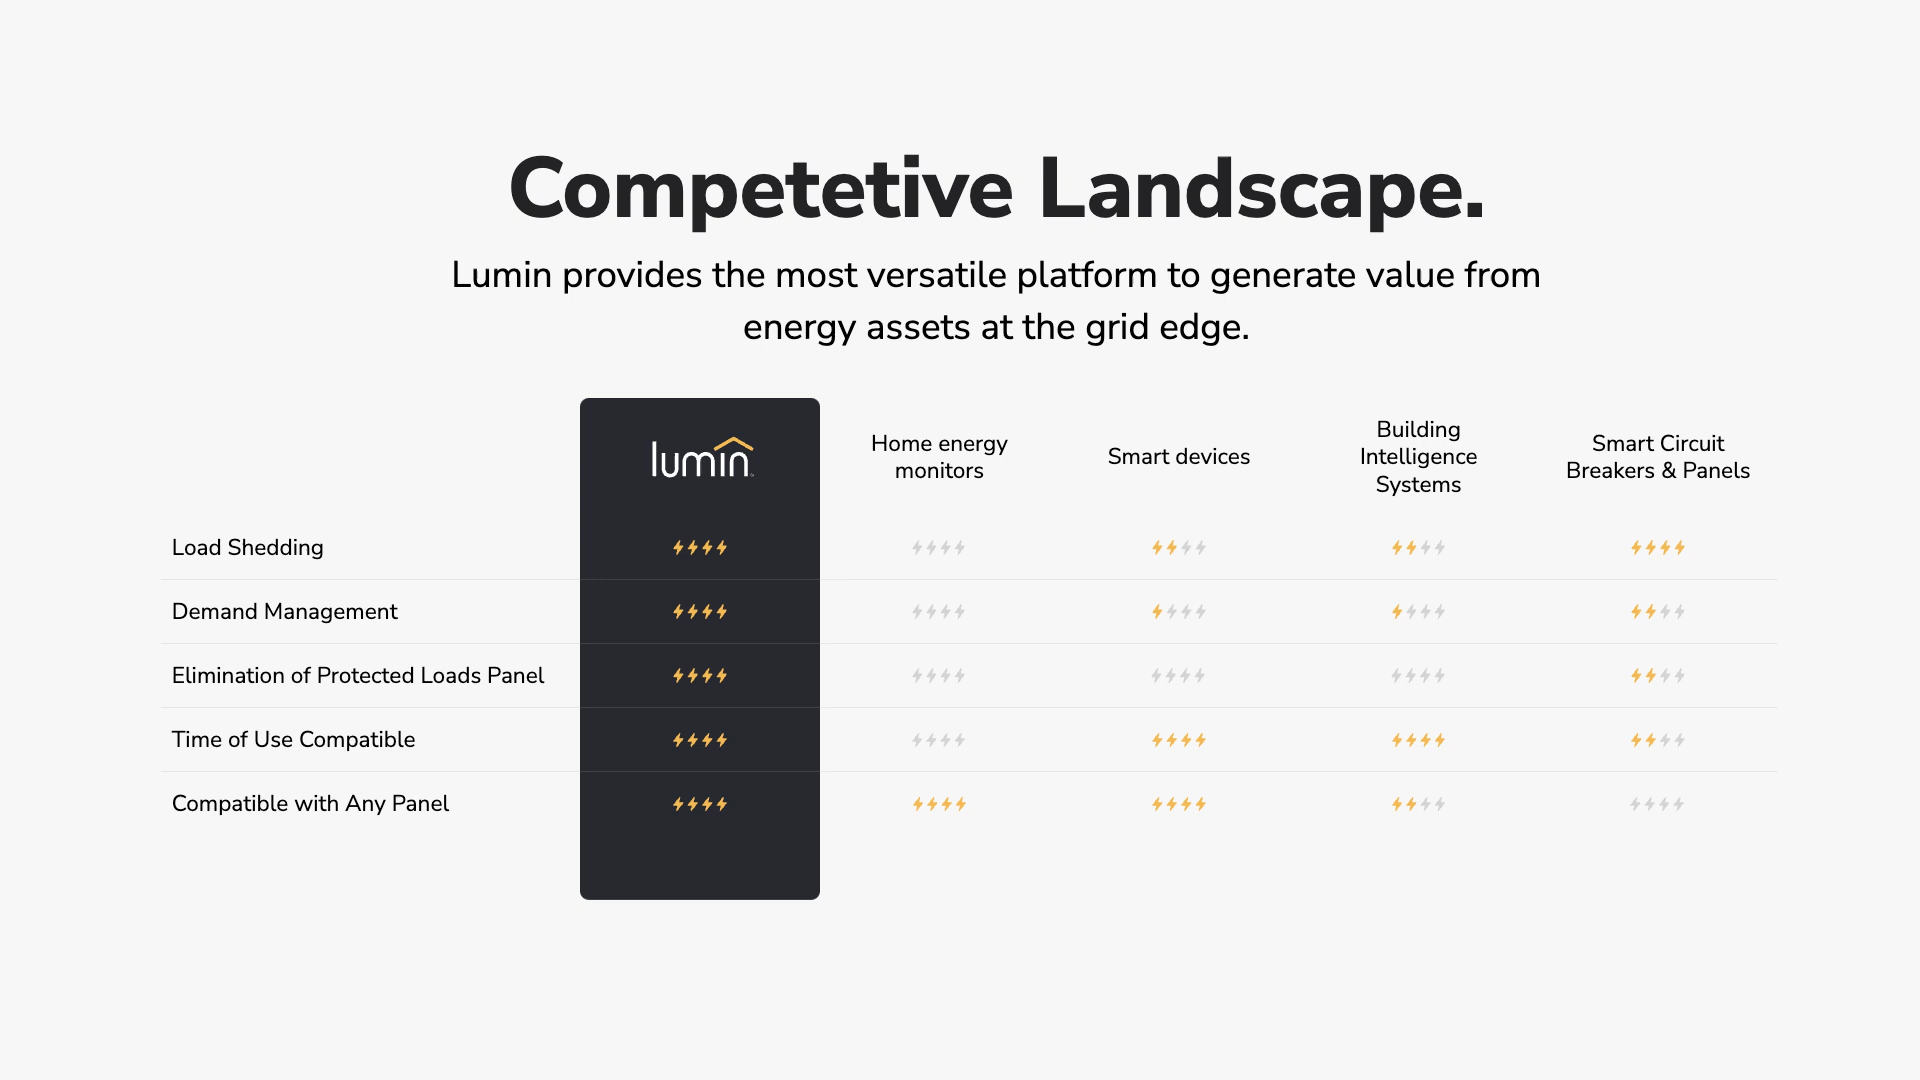 Competetive Landscape.
Lumin provides the most versatile platform to generate value from
energy assets at the grid edge.
lumin
Home energy
monitors
Smart devices
Building
Intelligence
Systems
Smart Circuit
Breakers & Panels
Load Shedding
Demand Management
Elimination of Protected Loads Panel
Time of Use Compatible
Compatible with Any Panel